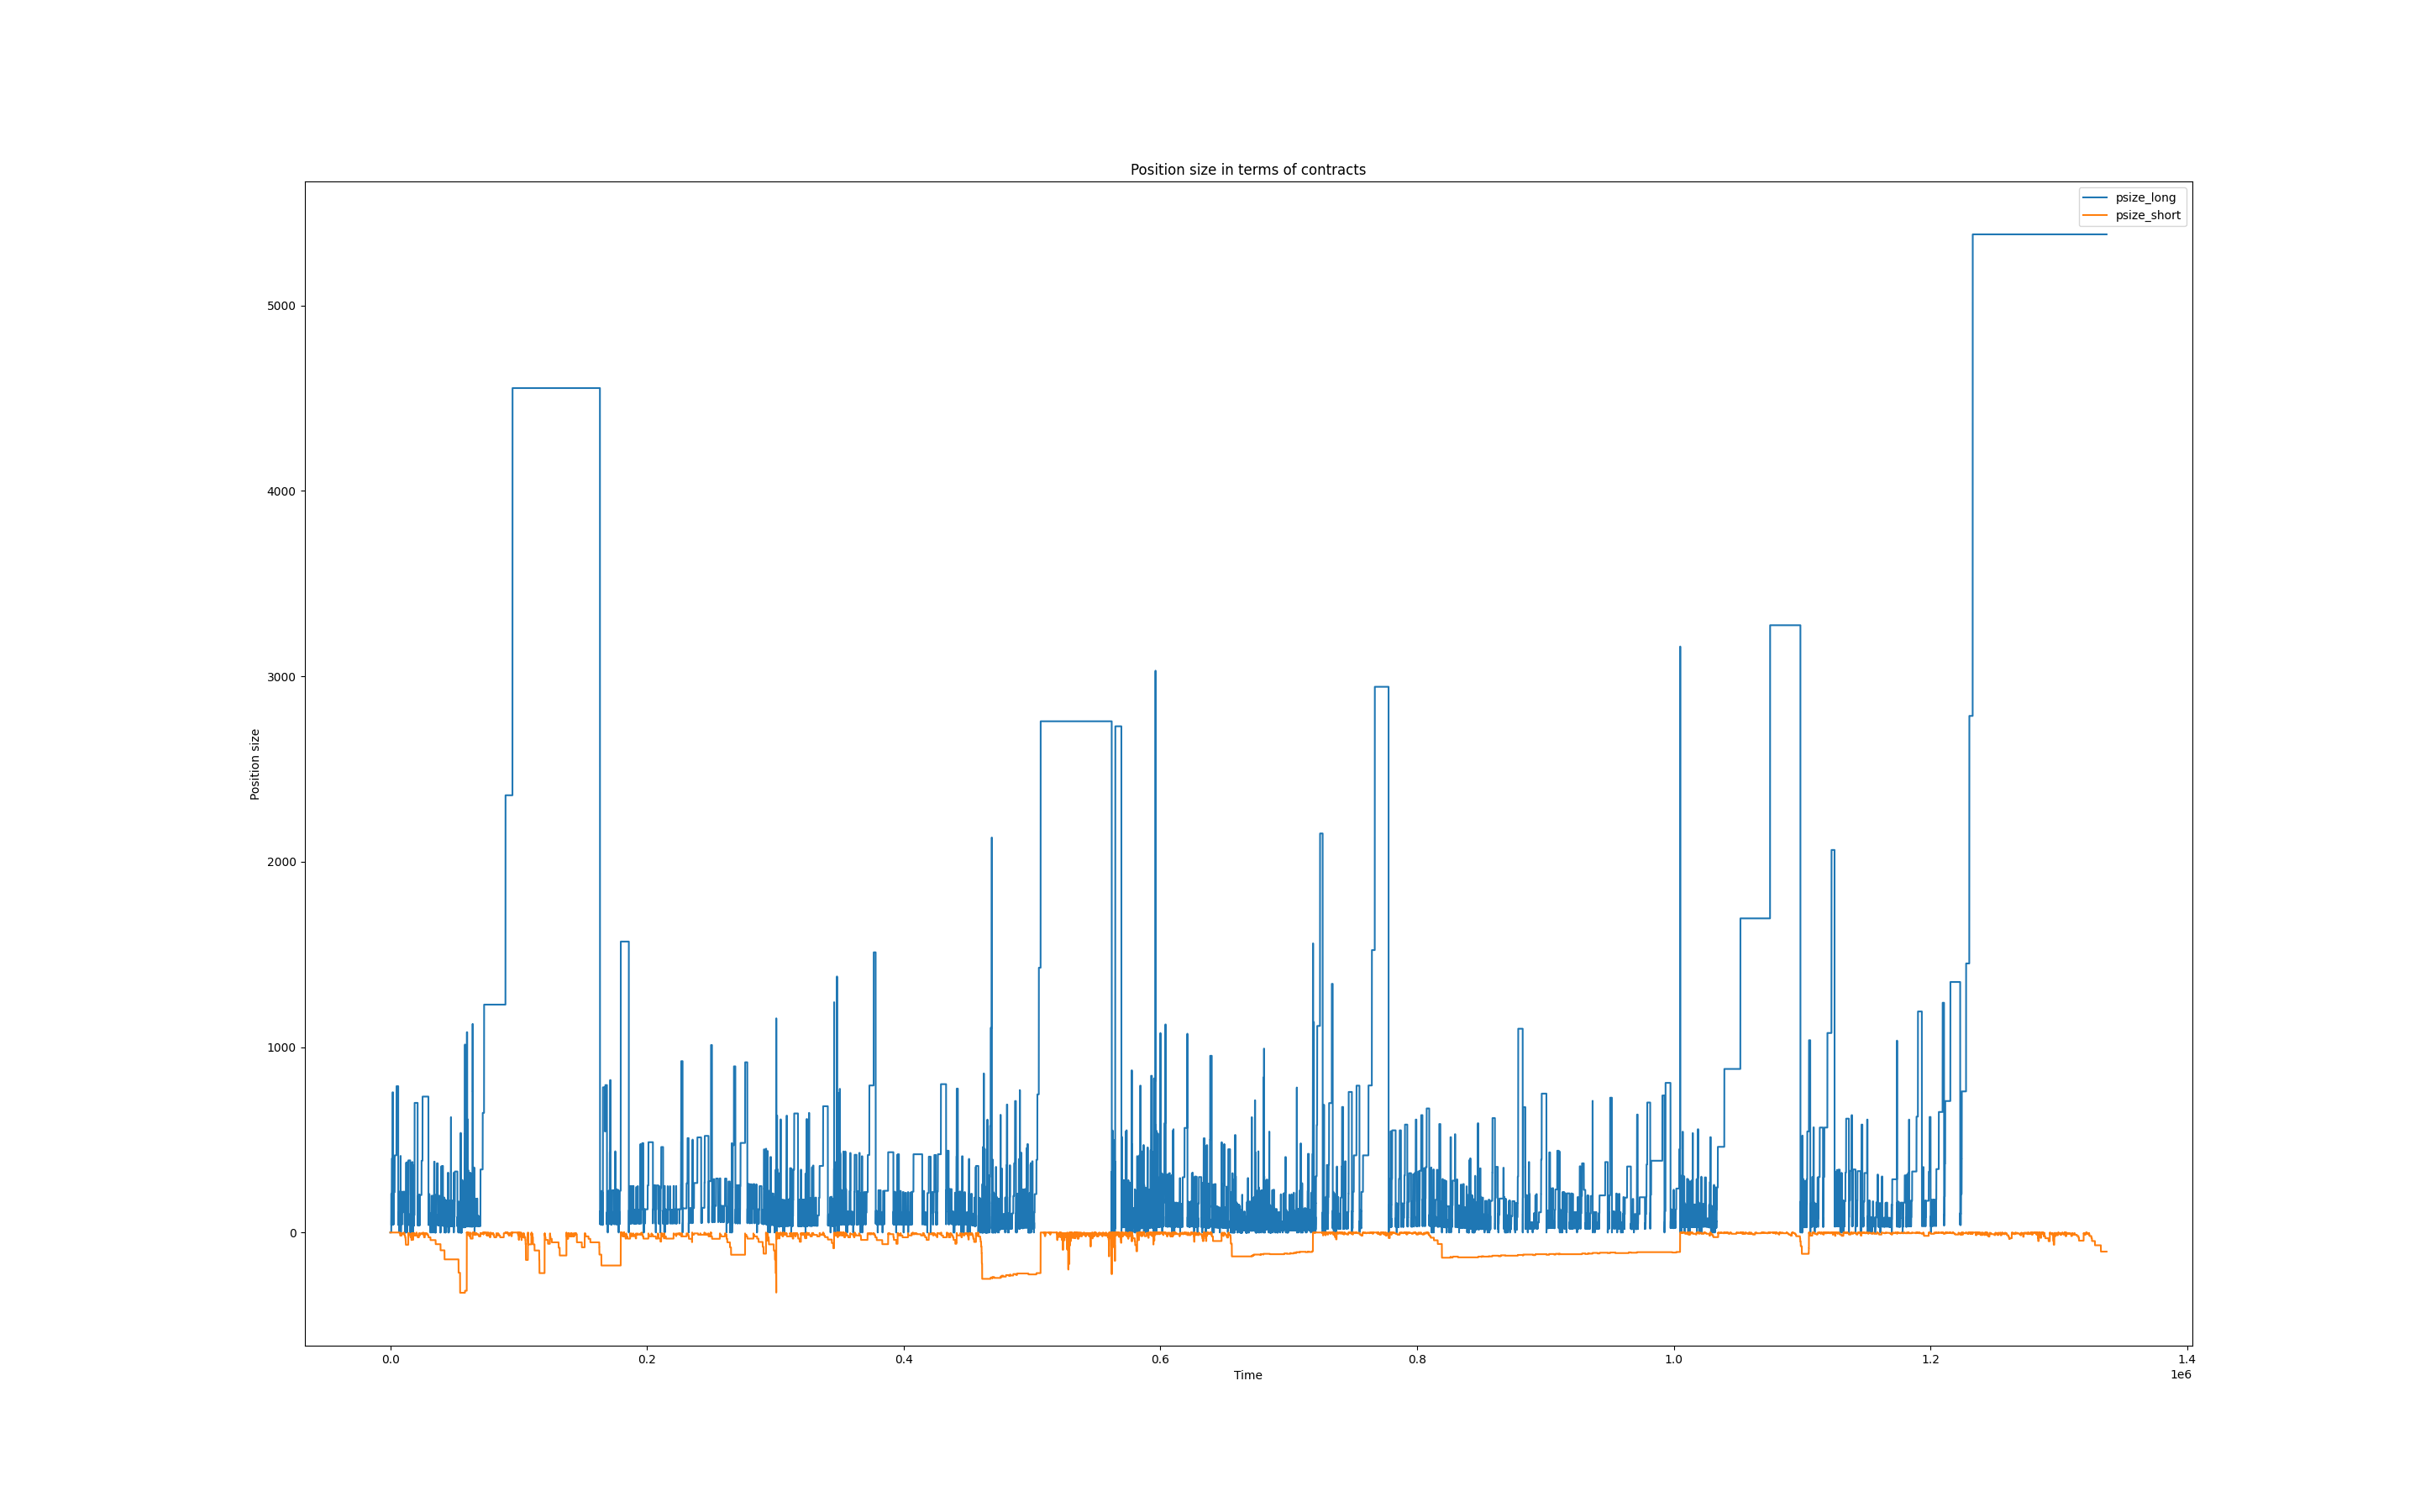 Position size in terms of contracts
psize_long
psize_short
Position size
5000
4000
3000
2000
1000
0
0.0
0.2
0.4
0.6
0.8
1.0
1.2
1.4
Time
1e6